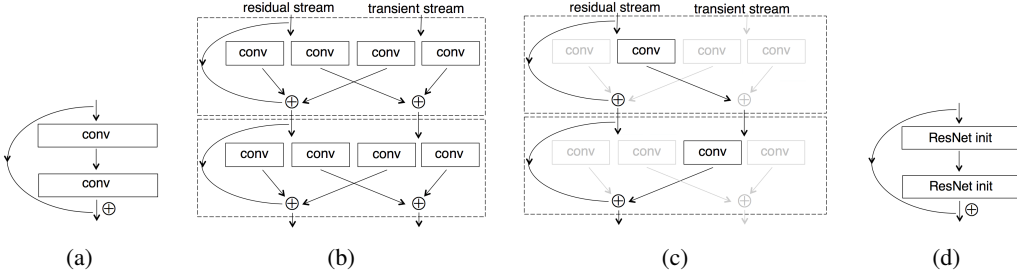 residual stream transient stream
conv conv conv conv
conv conv conv conv
residual stream transient stream
conv conv conv conv
conv conv conv conv
conv
conv
ResNet init
ResNet init
(a) (b) (c) (d)